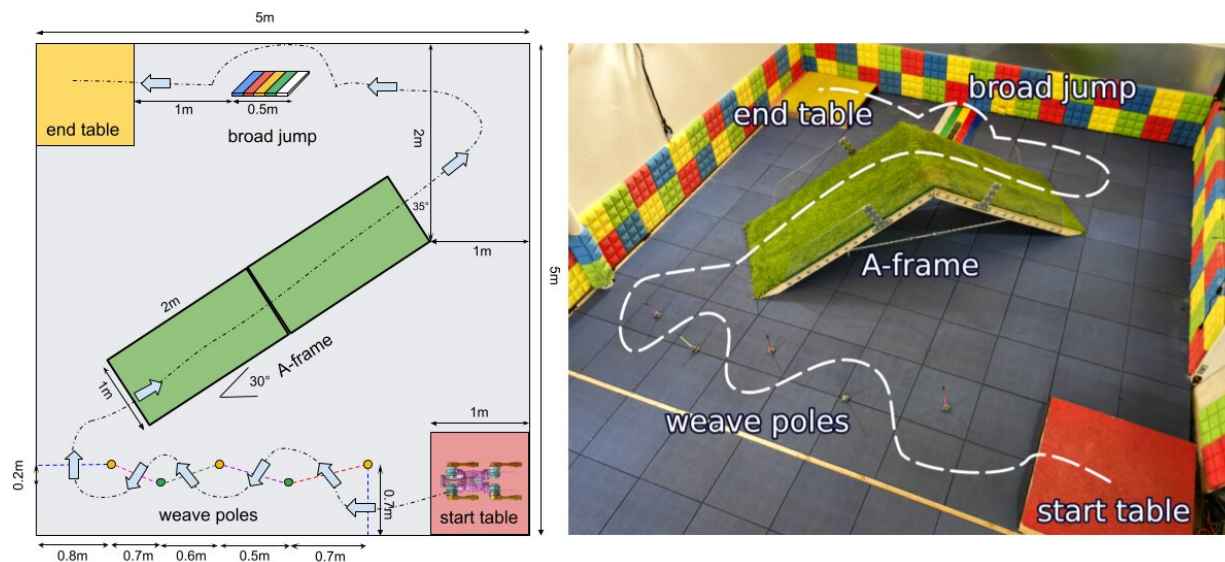 5m
end table
1m
0.5m
broad jump
2m
35°
1m
5m
2m
A-frame
30°
1m
1m
0.2m
0.7m
weave poles
start table
0.8m
0.7m
0.6m
0.5m
0.7m
broad jump
end table
A-frame
weave poles
start table